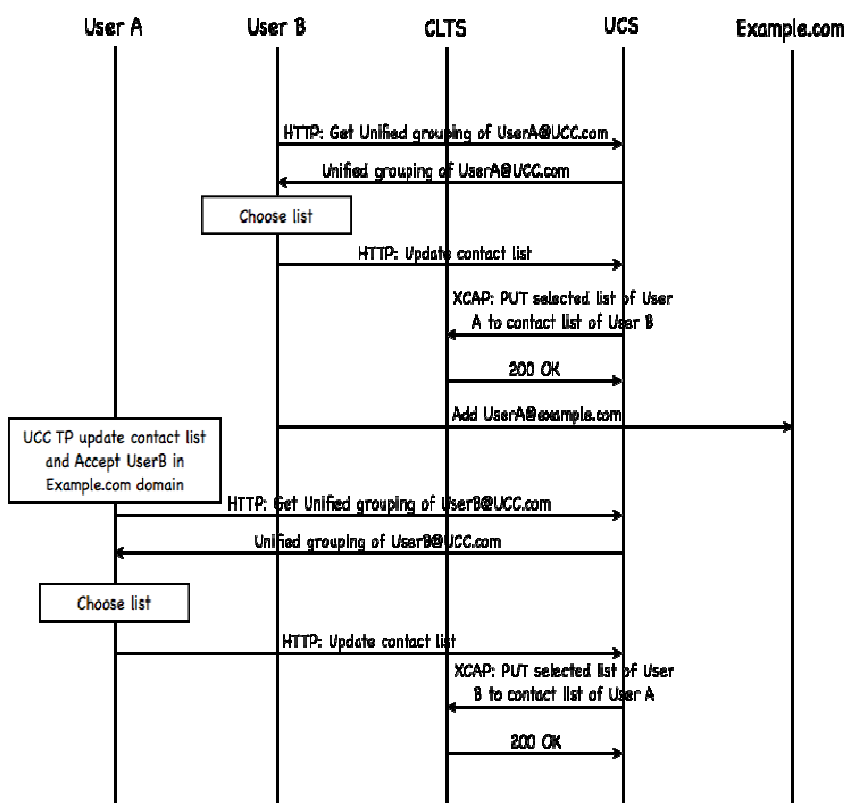 User A User B CLTS UCS Example.com
HTTP: Get Unified grouping of UserA@UCC.com
Unified grouping of UserA@UCC.com
Choose list
HTTP: Update contact list
XCAP: PUT selected list of User
A to contact list of User B
200 OK
Add UserA@example.com
UCC TP update contact list
and Accept UserB in
Example.com domain
HTTP: Get Unified grouping of UserB@UCC.com
Unified grouping of UserB@UCC.com
Choose list
HTTP: Update contact list
XCAP: PUT selected list of User
B to contact list of User A
200 OK